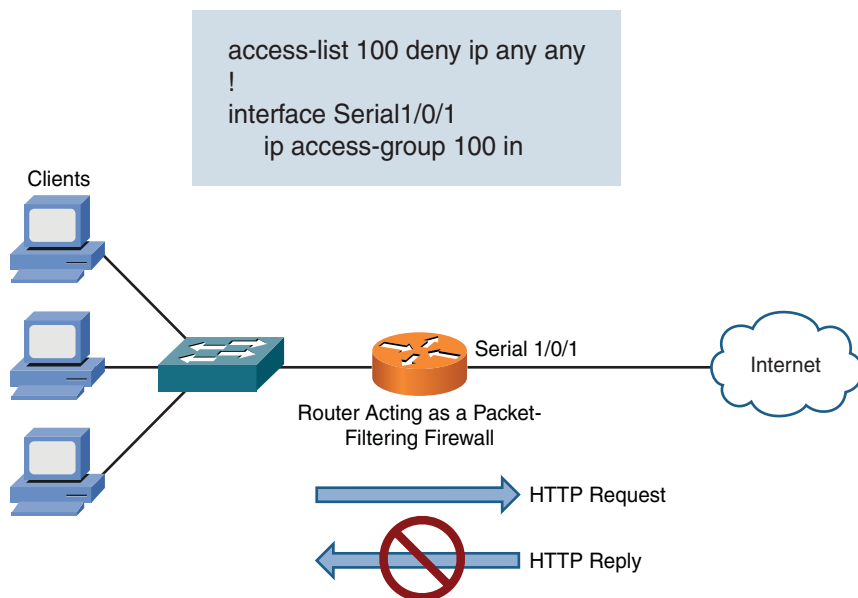 access-list 100 deny ip any any
!
interface Serial1/0/1
ip access-group 100 in
Clients
Serial 1/0/1
Internet
Router Acting as a Packet-
Filtering Firewall
HTTP Request
HTTP Reply